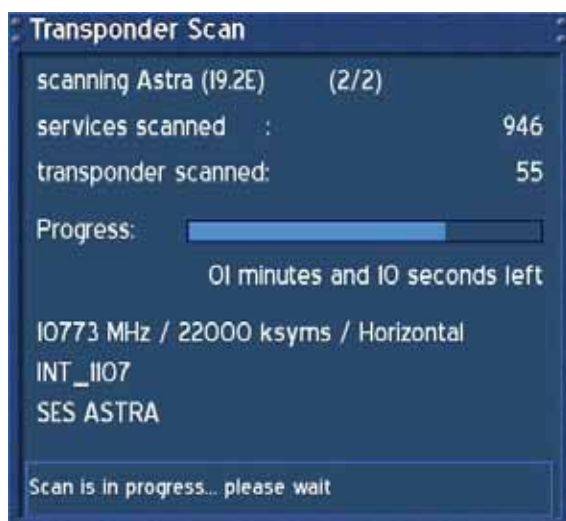 Transponder Scan
scanning Astra (19.2E) (2/2)
services scanned : 946
transponder scanned: 55
Progress:
01 minutes and 10 seconds left
10773 MHz / 22000 ksyms / Horizontal
INT_1107
SES ASTRA
Scan is in progress... please wait